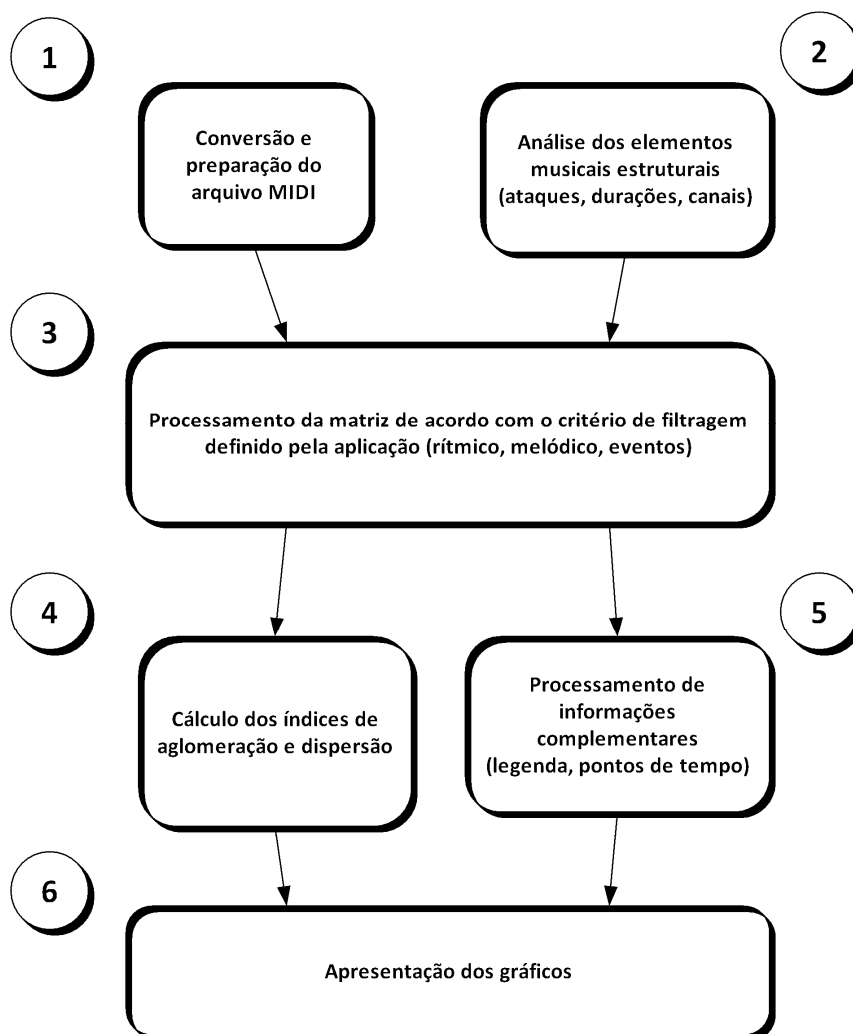 1
2
Conversão e
preparação do
arquivo MIDI
Análise dos elementos
musicais estruturais
(ataques, durações, canais)
3
Processamento da matriz de acordo com o critério de filtragem
definido pela aplicação (rítmico, melódico, eventos)
4
5
Cálculo dos índices de
aglomeração e dispersão
Processamento de
informações
complementares
(legenda, pontos de tempo)
6
Apresentação dos gráficos